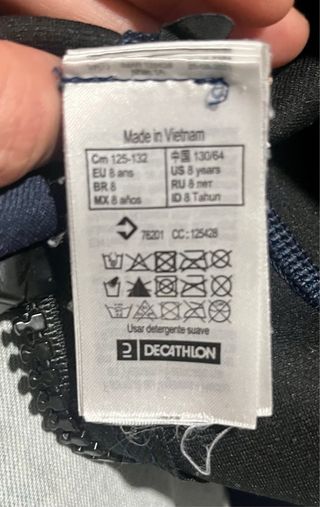 Made in Vietnam
Cm 125-132
EU 8 ans
BR 8
MX 8 años
中国 130/64
US 8 years
RU 8 лет
ID 8 Tahun
76201 CC : 125428
Usar detergente suave
DECATHLON